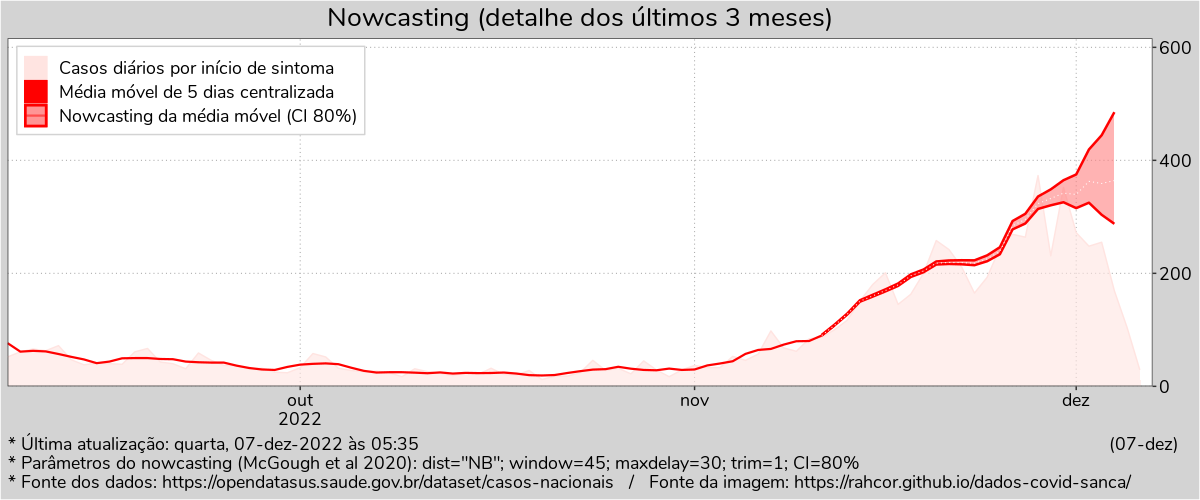 Nowcasting (detalhe dos últimos 3 meses)
Casos diários por início de sintoma
Média móvel de 5 dias centralizada
Nowcasting da média móvel (CI 80%)
600
400
200
0
out
2022
nov
dez
* Última atualização: quarta, 07-dez-2022 às 05:35
(07-dez)
* Parâmetros do nowcasting (McGough et al 2020): dist="NB"; window=45; maxdelay=30; trim=1; CI=80%
* Fonte dos dados: https://opendatasus.saude.gov.br/dataset/casos-nacionais / Fonte da imagem: https://rahcor.github.io/dados-covid-sanca/